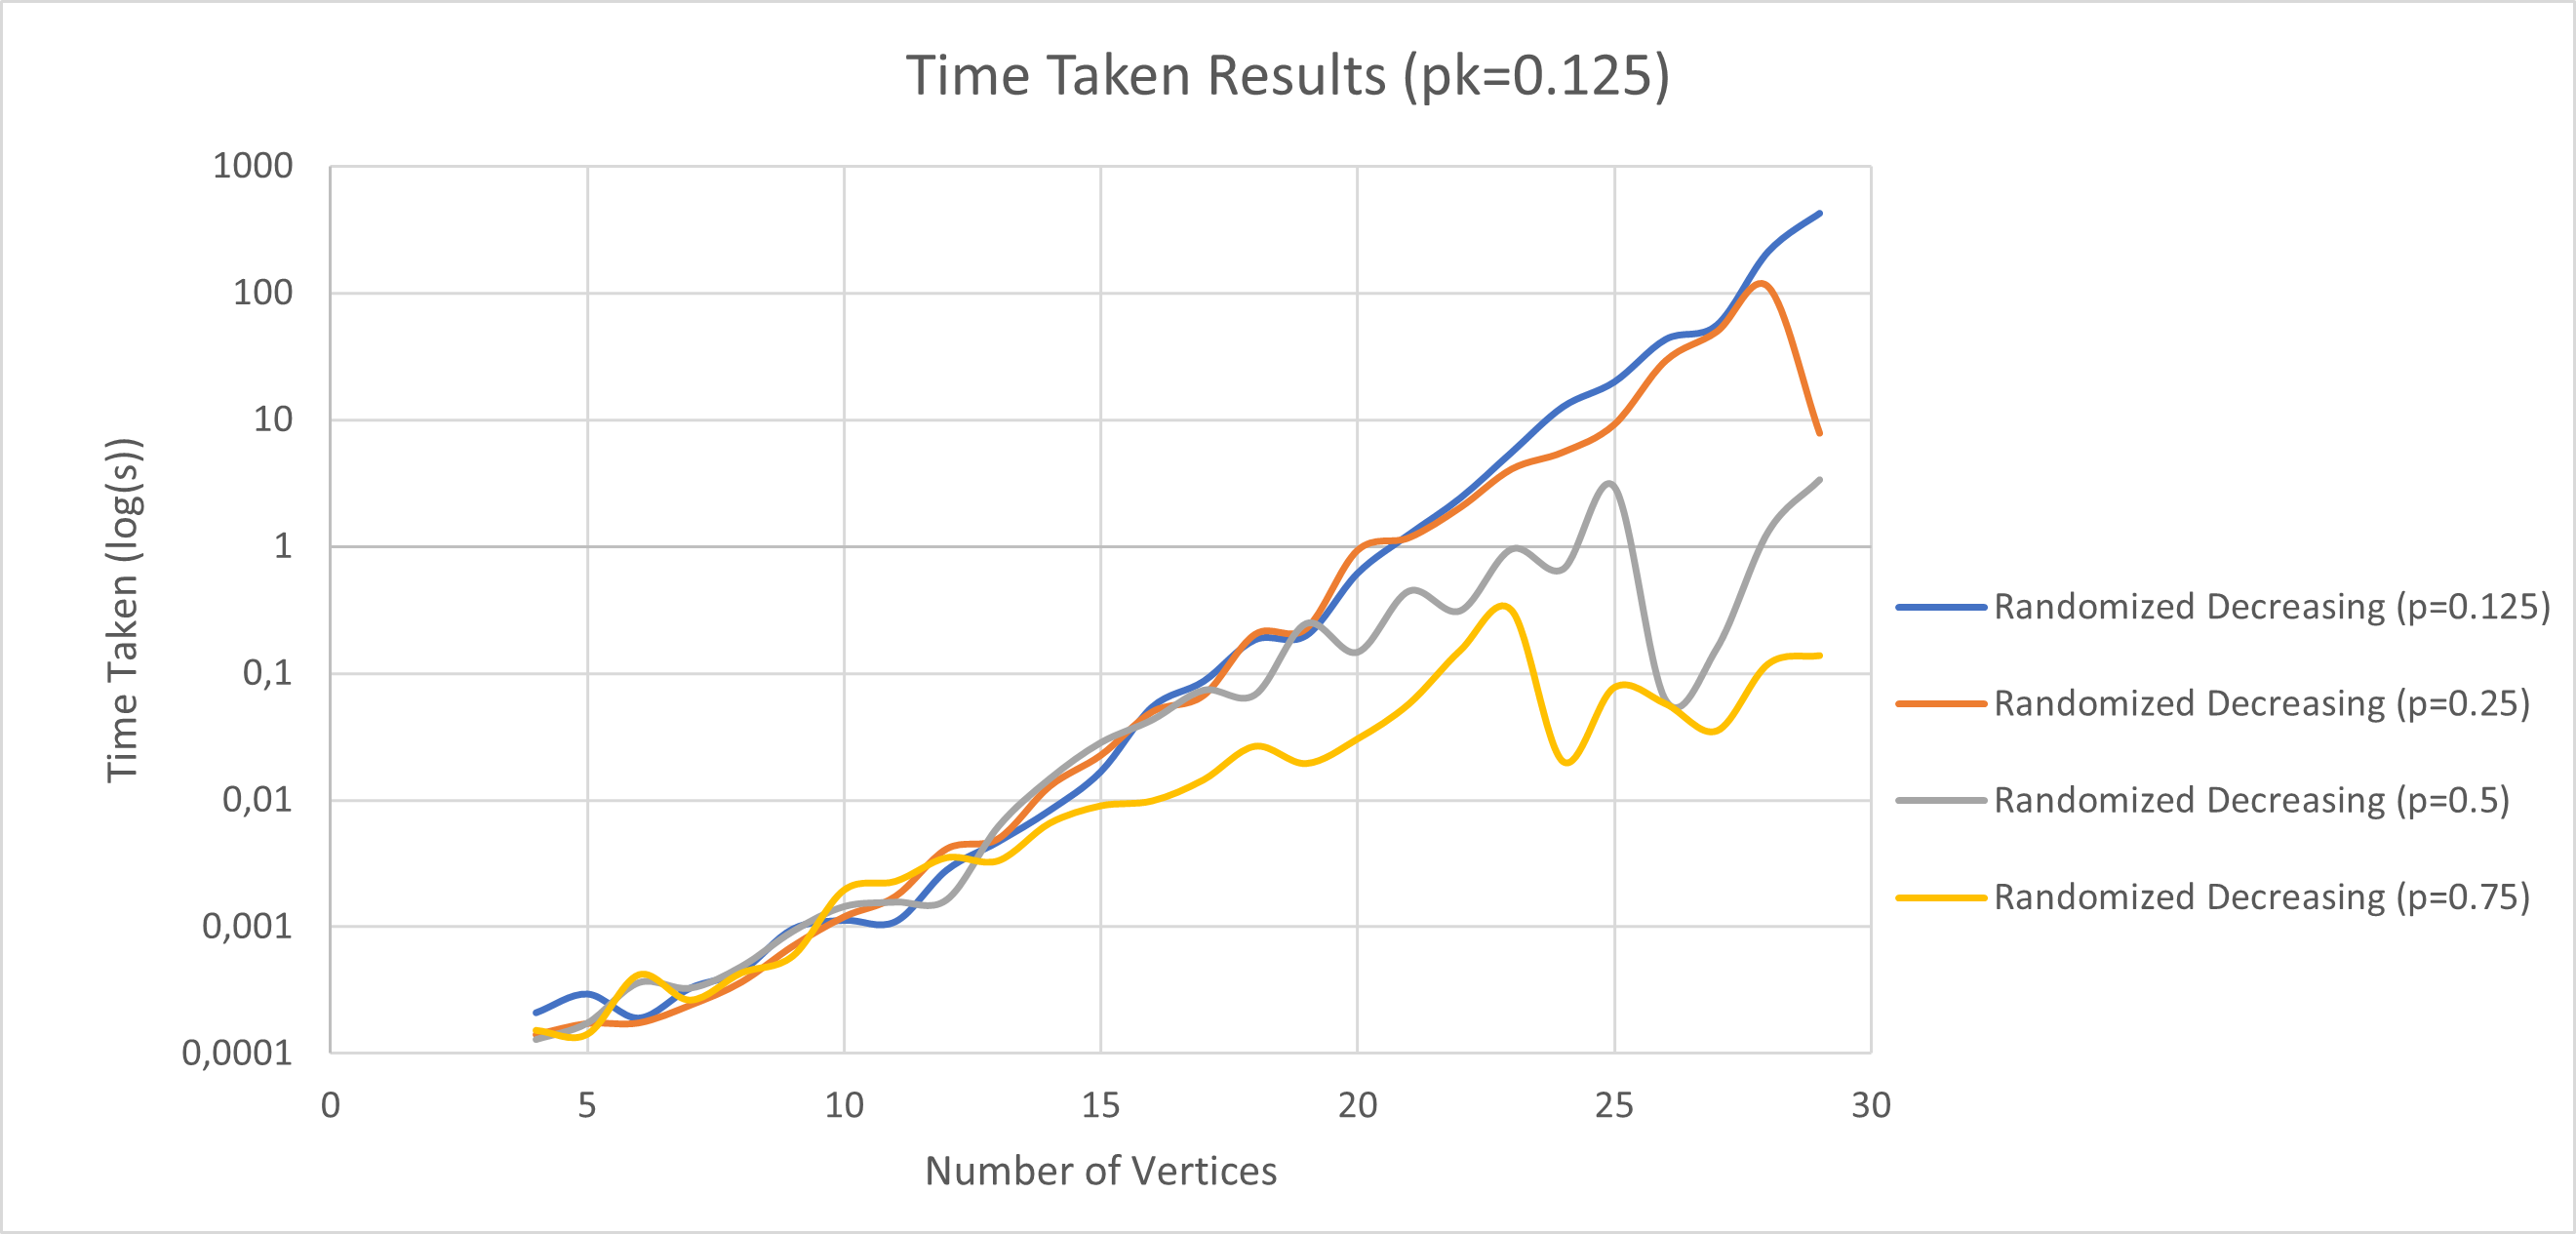 Time Taken Results (pk=0.125)
Time Taken (log(s))
1000
100
10
1
0,1
0,01
0,001
0,0001
0
5
10
15
20
25
30
Number of Vertices
Randomized Decreasing (p=0.125)
Randomized Decreasing (p=0.25)
Randomized Decreasing (p=0.5)
Randomized Decreasing (p=0.75)